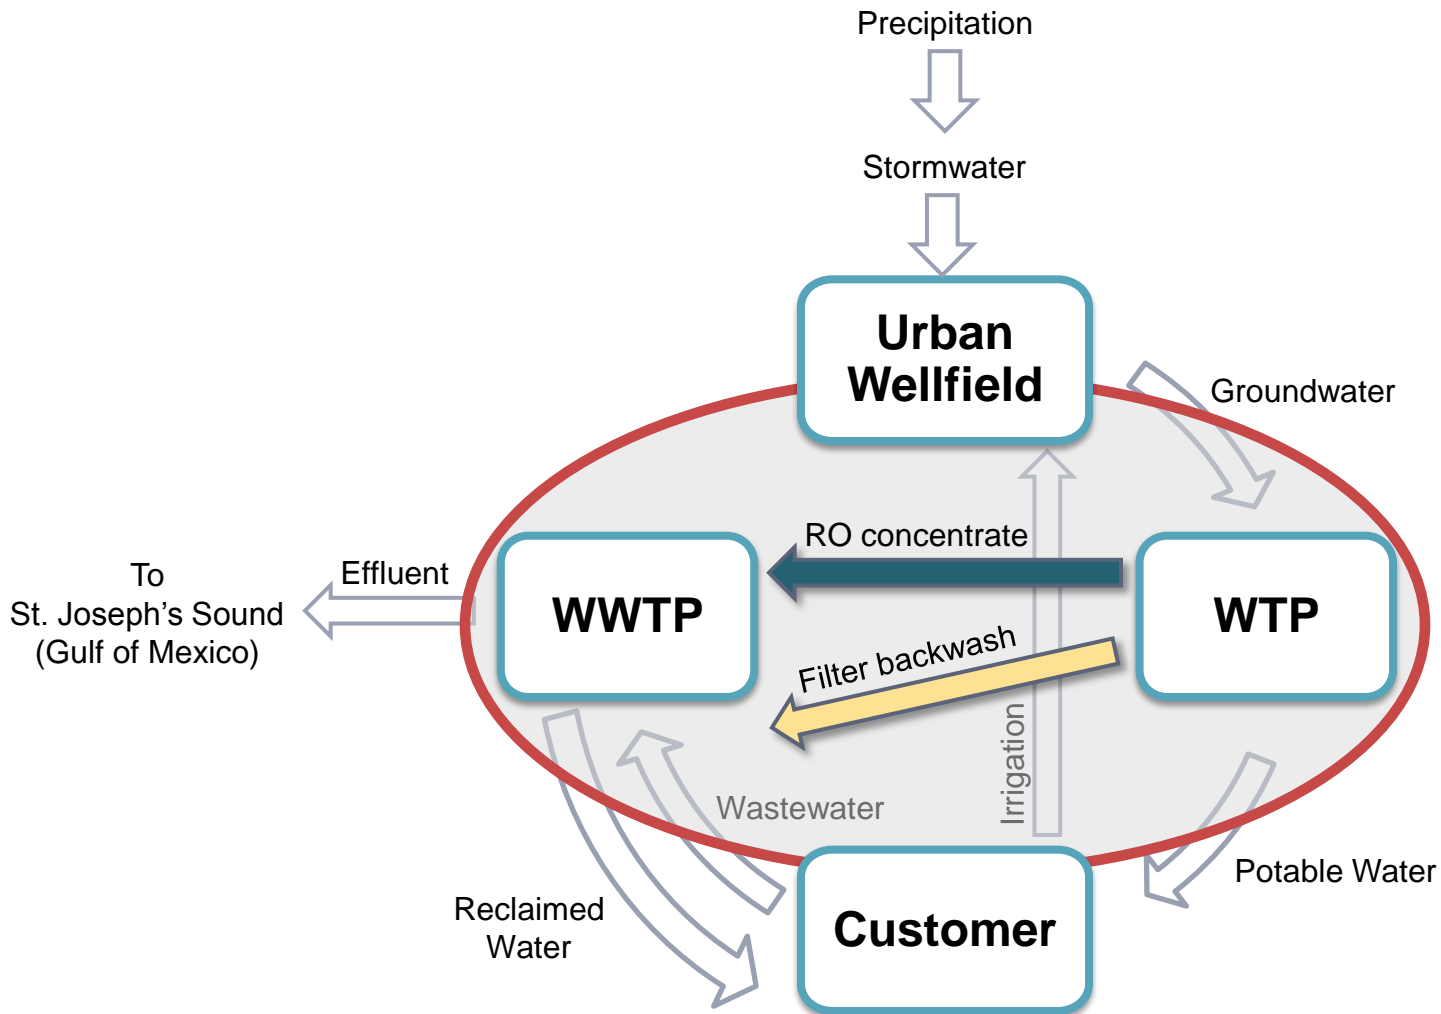 Precipitation
Stormwater
Urban
Wellfield
Groundwater
RO concentrate
To
St. Joseph's Sound
(Gulf of Mexico)
Effluent
WWTP
WTP
Filter backwash
Irrigation
Wastewater
Potable Water
Reclaimed
Water
Customer